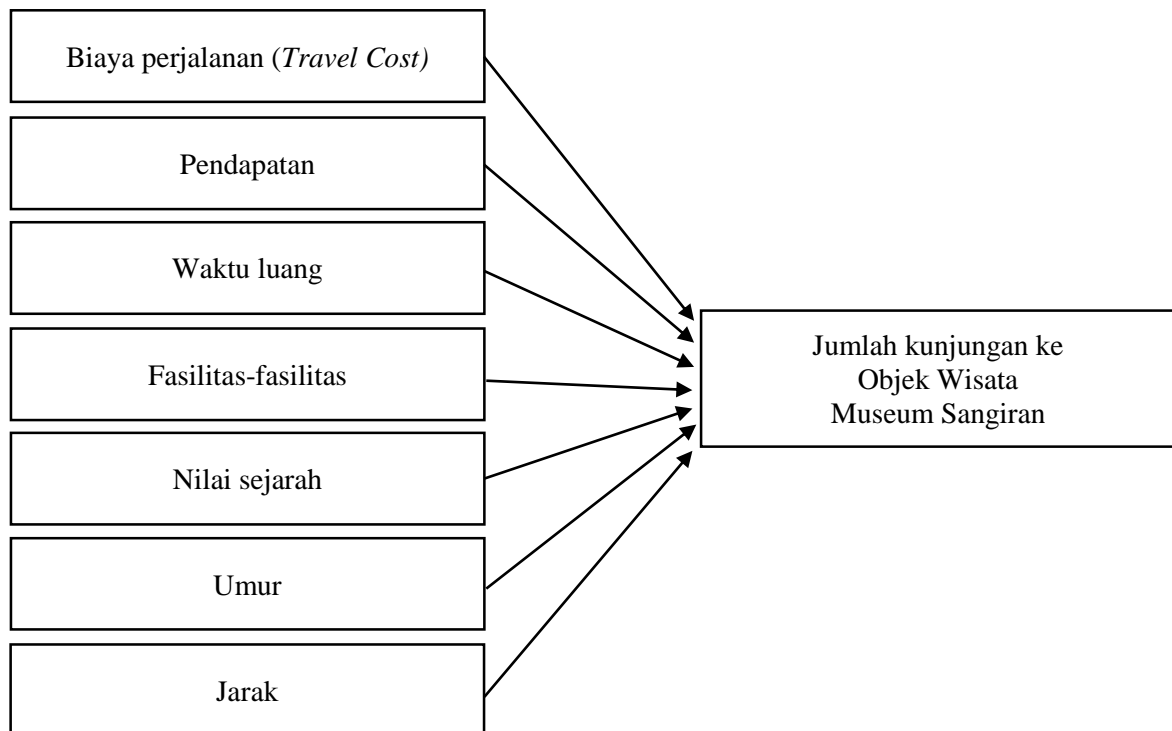 Biaya perjalanan (Travel Cost)
Pendapatan
Waktu luang
Fasilitas-fasilitas
Nilai sejarah
Umur
Jarak
Jumlah kunjungan ke
Objek Wisata
Museum Sangiran